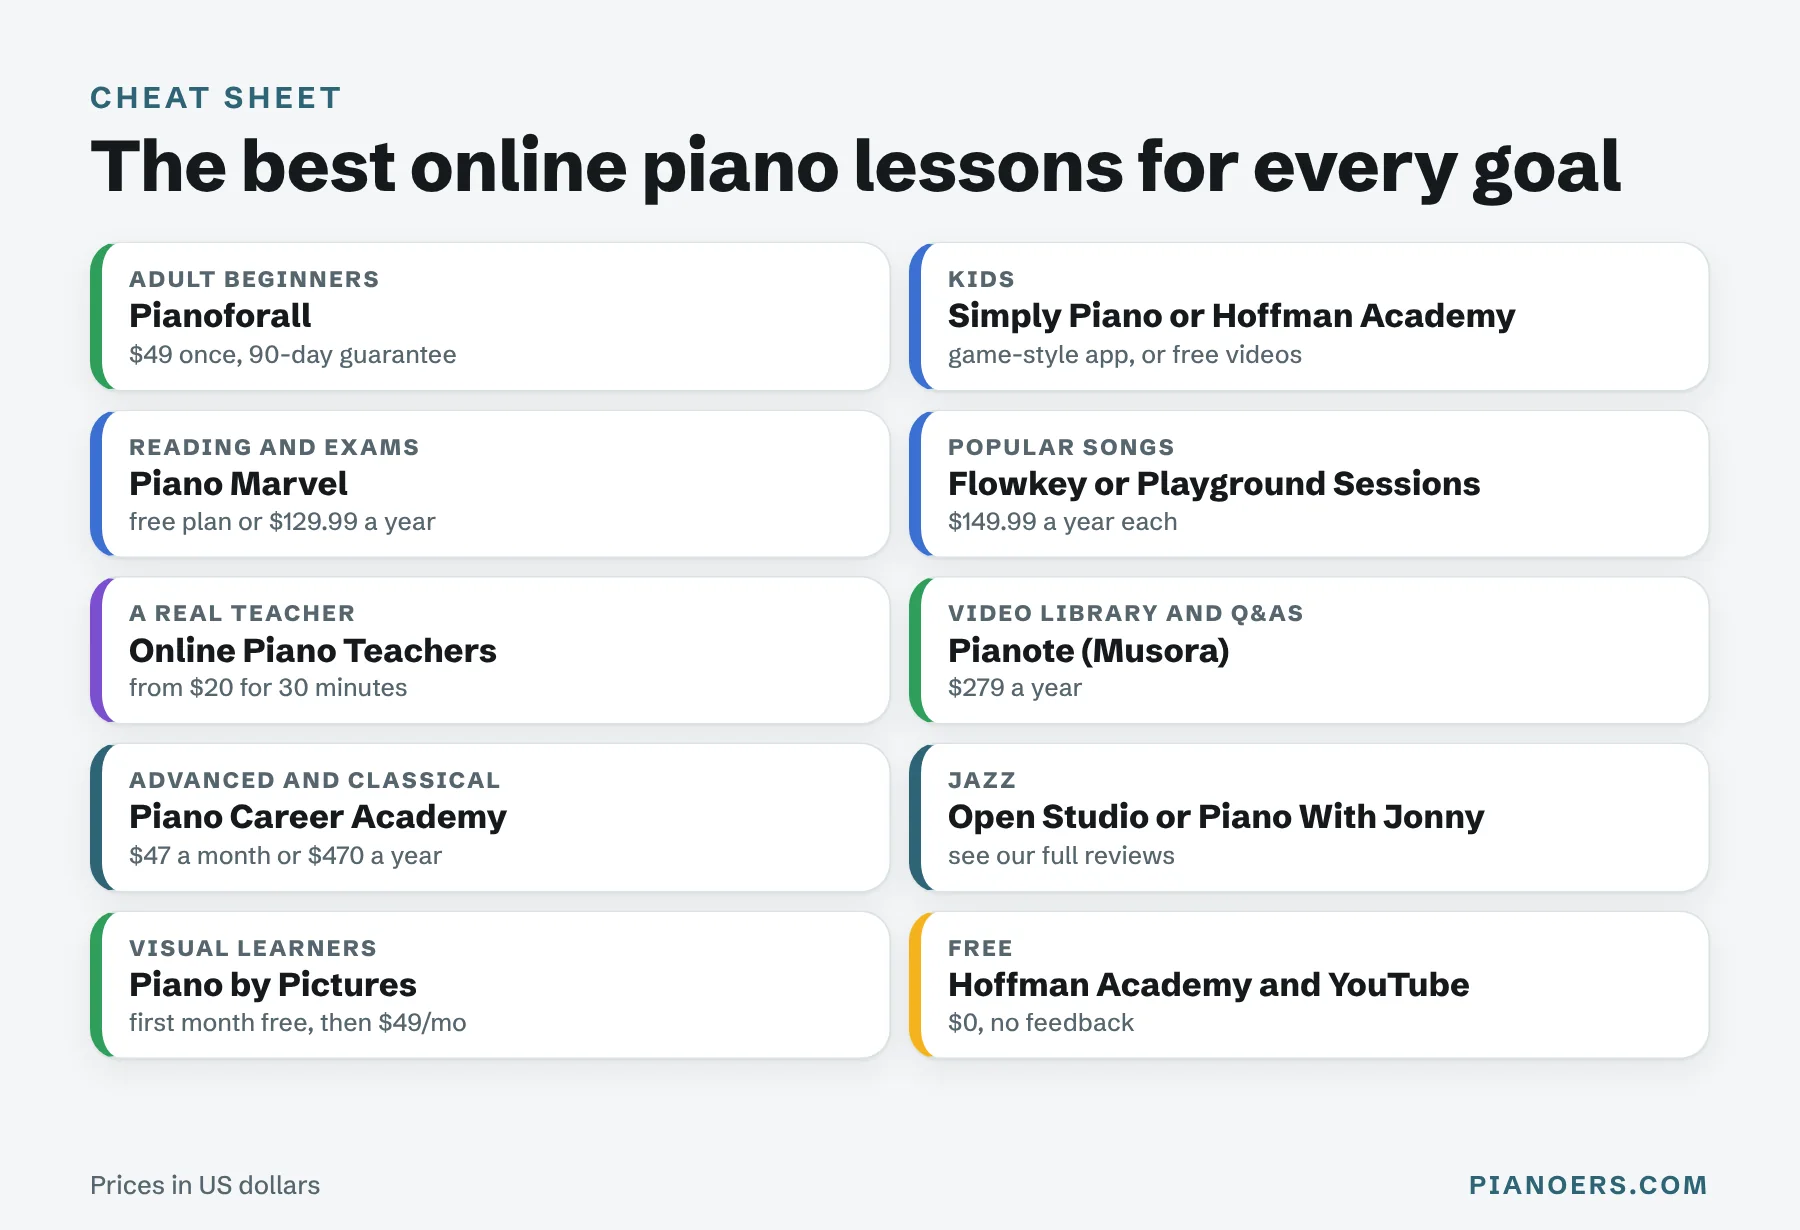 CHEAT SHEET
The best online piano lessons for every goal
ADULT BEGINNERS
Pianoforall
$49 once, 90-day guarantee
KIDS
Simply Piano or Hoffman Academy
game-style app, or free videos
READING AND EXAMS
Piano Marvel
free plan or $129.99 a year
POPULAR SONGS
Flowkey or Playground Sessions
$149.99 a year each
A REAL TEACHER
Online Piano Teachers
from $20 for 30 minutes
VIDEO LIBRARY AND Q&AS
Pianote (Musora)
$279 a year
ADVANCED AND CLASSICAL
Piano Career Academy
$47 a month or $470 a year
JAZZ
Open Studio or Piano With Jonny
see our full reviews
VISUAL LEARNERS
Piano by Pictures
first month free, then $49/mo
FREE
Hoffman Academy and YouTube
$0, no feedback
Prices in US dollars
PIANOERS.COM